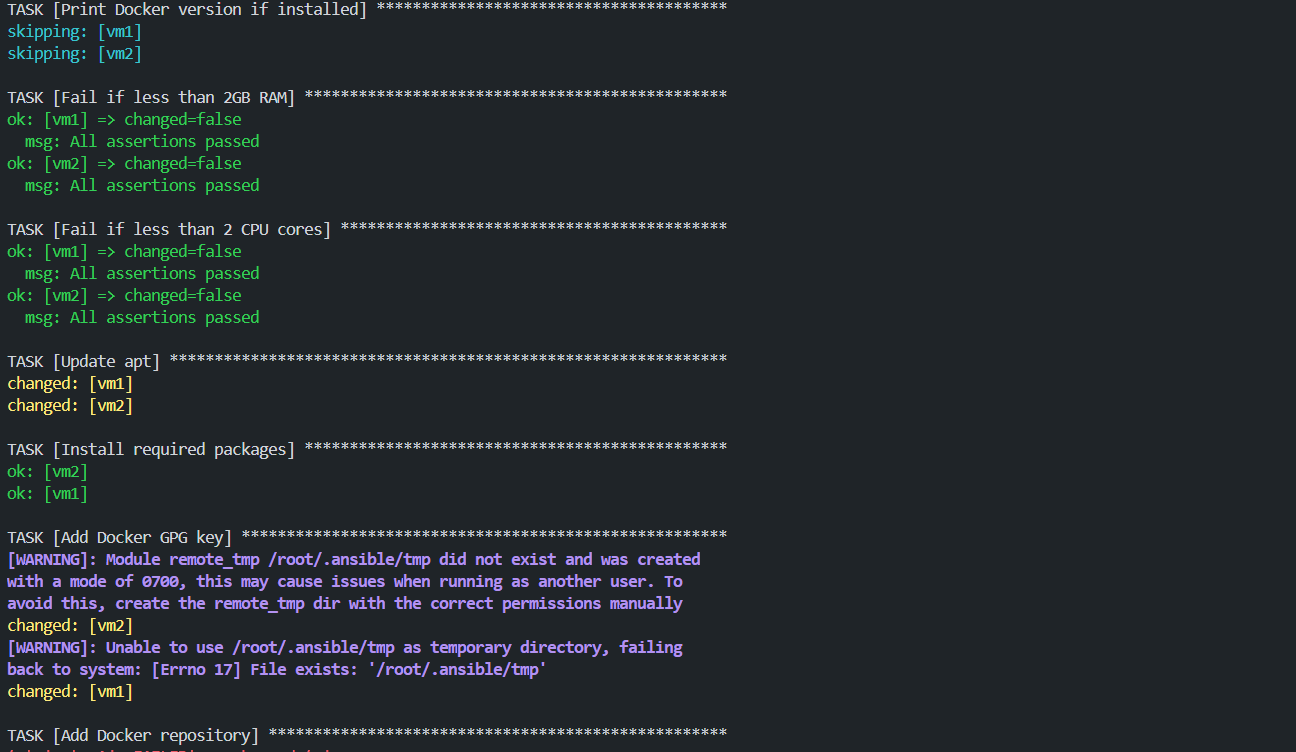 TASK [Print Docker version if installed] ***************************************
skipping: [vm1]
skipping: [vm2]
TASK [Fail if less than 2GB RAM] ***********************************************
ok: [vm1] => changed=false
msg: All assertions passed
ok: [vm2] => changed=false
msg: All assertions passed
TASK [Fail if less than 2 CPU cores] *******************************************
ok: [vm1] => changed=false
msg: All assertions passed
ok: [vm2] => changed=false
msg: All assertions passed
TASK [Update apt] **************************************************************
changed: [vm1]
changed: [vm2]
TASK [Install required packages] ***********************************************
ok: [vm2]
ok: [vm1]
TASK [Add Docker GPG key] ******************************************************
[WARNING]: Module remote_tmp /root/.ansible/tmp did not exist and was created
with a mode of 0700, this may cause issues when running as another user. To
avoid this, create the remote_tmp dir with the correct permissions manually
changed: [vm2]
[WARNING]: Unable to use /root/.ansible/tmp as temporary directory, failing
back to system: [Errno 17] File exists: '/root/.ansible/tmp'
changed: [vm1]
TASK [Add Docker repository] ***************************************************